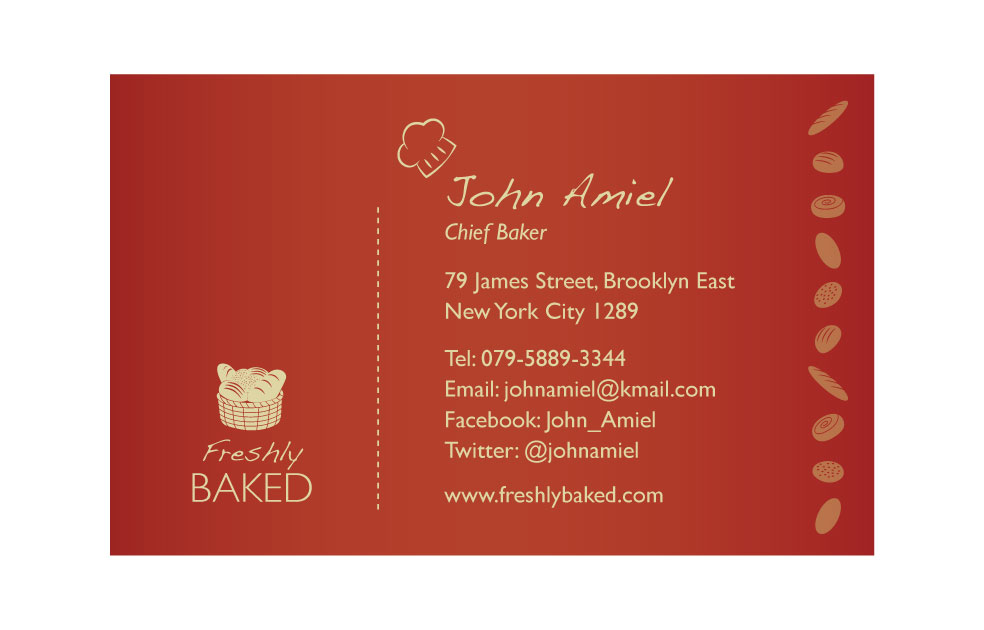 John Amiel
Chief Baker
79 James Street, Brooklyn East
New York City 1289
Tel: 079-5889-3344
Email: johnamiel@kmail.com
Facebook: John_Amiel
Twitter: @johnamiel
www.freshlybaked.com
Freshly
BAKED